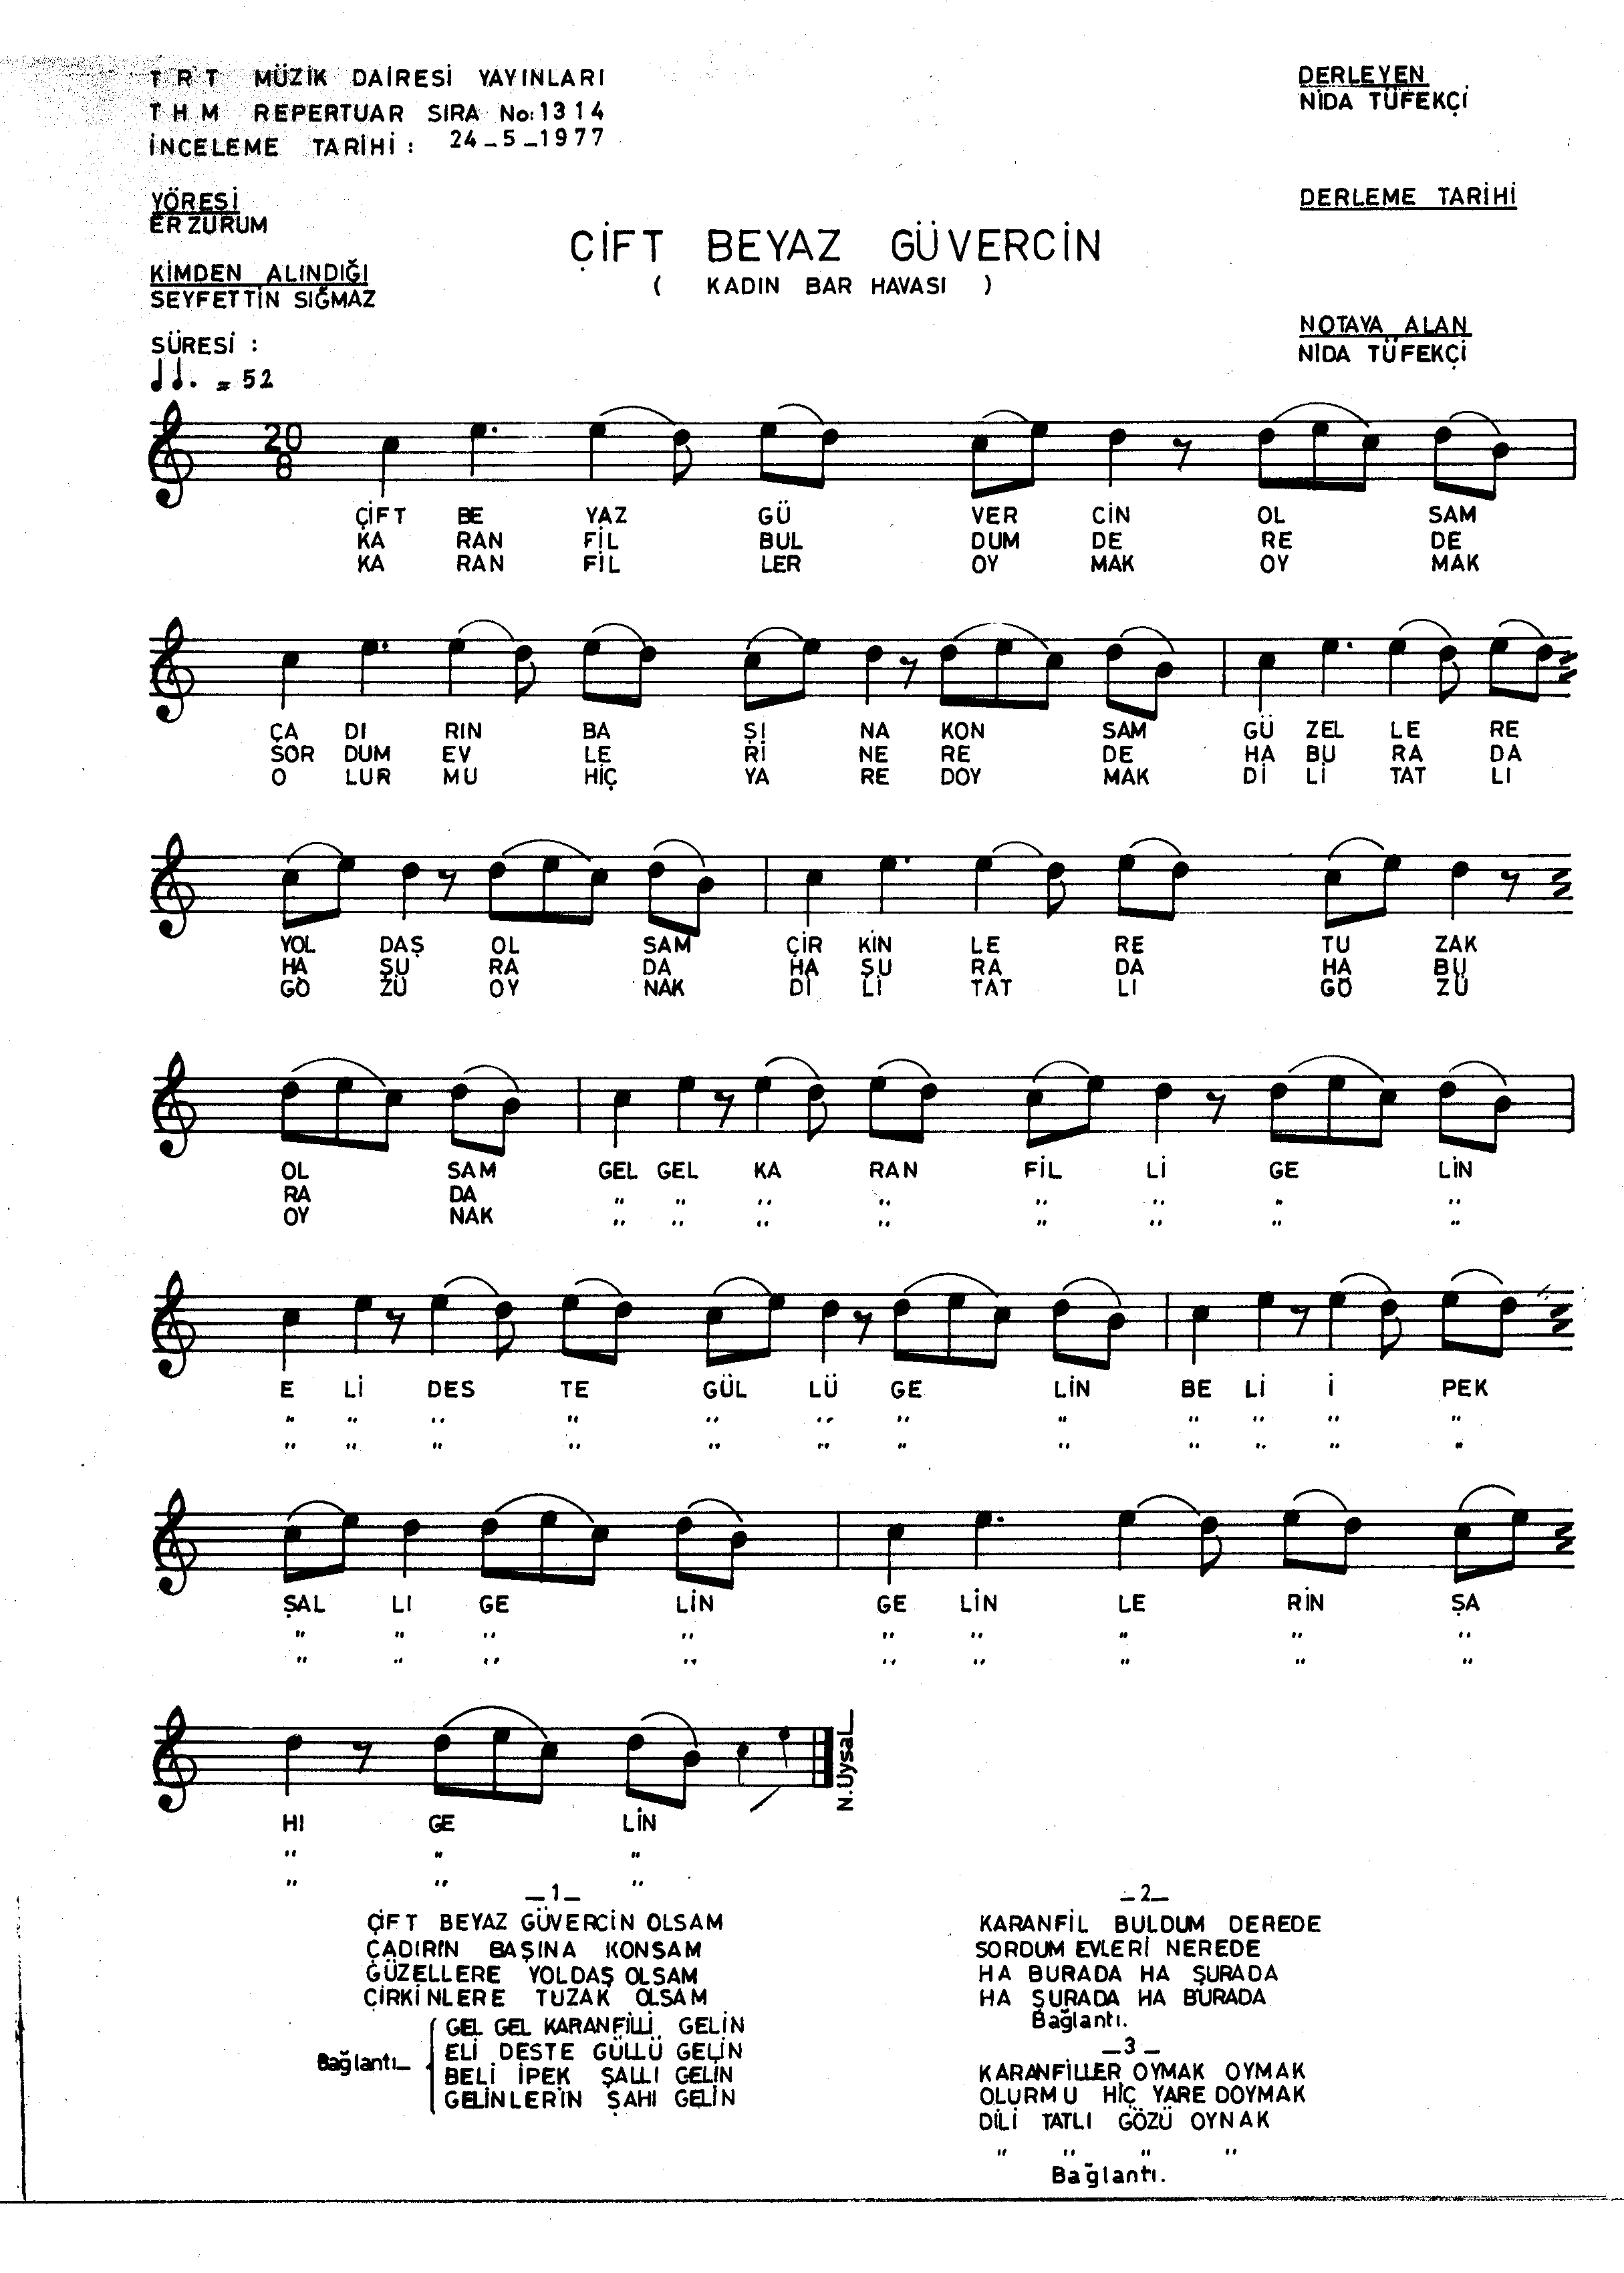 T R T MÜZİK DAİRESİ YAYINLARI
T H M REPERTUAR SIRA No: 1314
İNCELEME TARİHİ : 24_5_1977
DERLEYEN
NİDA TÜFEKÇİ
YÖRESİ
ERZURUM
DERLEME TARİHİ
ÇİFT BEYAZ GÜVERCİN
( KADIN BAR HAVASI )
KİMDEN ALINDIĞI
SEYFETTİN SIĞMAZ
NOTAYA ALAN
NİDA TÜFEKÇİ
SÜRESİ :
= 52
20
8
ÇİFT BE YAZ GÜ VER CİN OL SAM
KA RAN FİL BUL DUM DE RE DE
KA RAN FİL LER OY MAK OY MAK
ÇA DI RIN BA ŞI NA KON SAM GÜ ZEL LE RE
SOR DUM EV LE Rİ NE RE DE HA BU RA DA
O LUR MU HİÇ YA RE DOY MAK Dİ Lİ TAT LI
YOL DAŞ OL SAM ÇİR KİN LE RE TU ZAK
HA ŞU RA DA HA ŞU RA DA HA BU
GÖ ZÜ OY NAK Dİ Lİ TAT LI GÖ ZÜ
OL SAM GEL GEL KA RAN FİL Lİ GE LİN
RA DA " " " " " " " "
OY NAK " " " " " " " "
E Lİ DES TE GÜL LÜ GE LİN BE Lİ İ PEK
" " " " " " " " " " " "
" " " " " " " " " " " "
ŞAL LI GE LİN GE LİN LE RİN ŞA
" " " " " " " " "
" " " " " " " " "
N.Uysal
HI GE LİN
" " "
" " "
_1_
ÇİFT BEYAZ GÜVERCİN OLSAM
ÇADIRIN BAŞINA KONSAM
GÜZELLERE YOLDAŞ OLSAM
ÇİRKİNLERE TUZAK OLSAM
Bağlantı_
GEL GEL KARANFİLLİ GELİN
ELİ DESTE GÜLLÜ GELİN
BELİ İPEK ŞALLI GELİN
GELİNLERİN ŞAHI GELİN
_2_
KARANFİL BULDUM DEREDE
SORDUM EVLERİ NEREDE
HA BURADA HA ŞURADA
HA ŞURADA HA BURADA
Bağlantı.
_3_
KARANFİLLER OYMAK OYMAK
OLURMU HİÇ YARE DOYMAK
DİLİ TATLI GÖZÜ OYNAK
" " " "
Bağlantı.